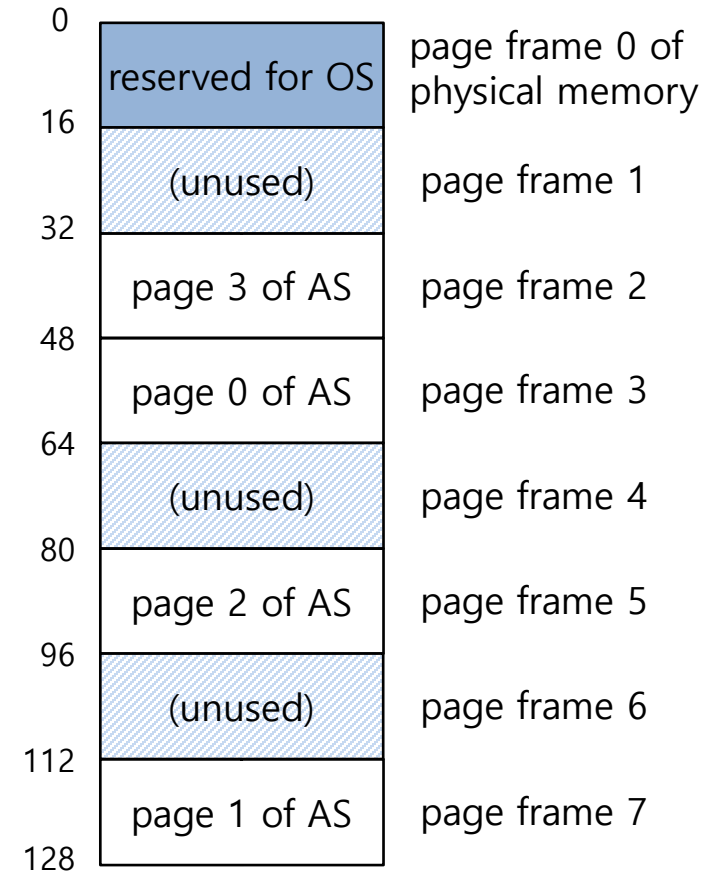 0
reserved for OS
page frame 0 of
physical memory
16
(unused)
page frame 1
32
page 3 of AS
page frame 2
48
page 0 of AS
page frame 3
64
(unused)
page frame 4
80
page 2 of AS
page frame 5
96
(unused)
page frame 6
112
page 1 of AS
page frame 7
128